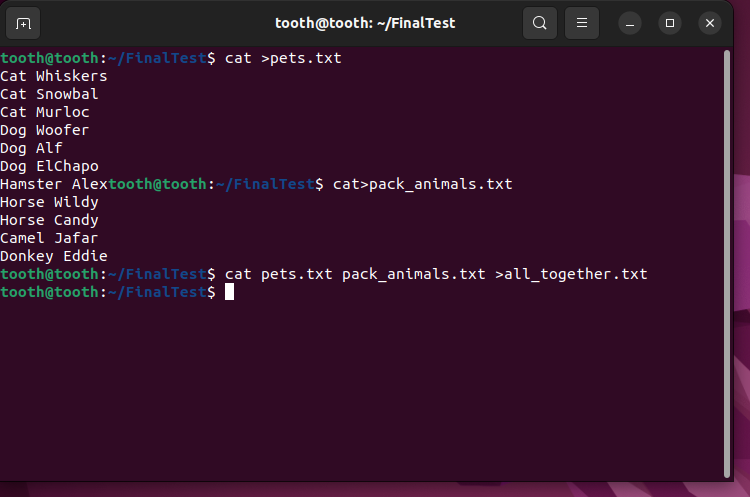 tooth@tooth: ~/FinalTest
tooth@tooth:~/FinalTest$ cat >pets.txt
Cat Whiskers
Cat Snowbal
Cat Murloc
Dog Woofer
Dog Alf
Dog ElChapo
Hamster Alextooth@tooth:~/FinalTest$ cat>pack_animals.txt
Horse Wildy
Horse Candy
Camel Jafar
Donkey Eddie
tooth@tooth:~/FinalTest$ cat pets.txt pack_animals.txt >all_together.txt
tooth@tooth:~/FinalTest$